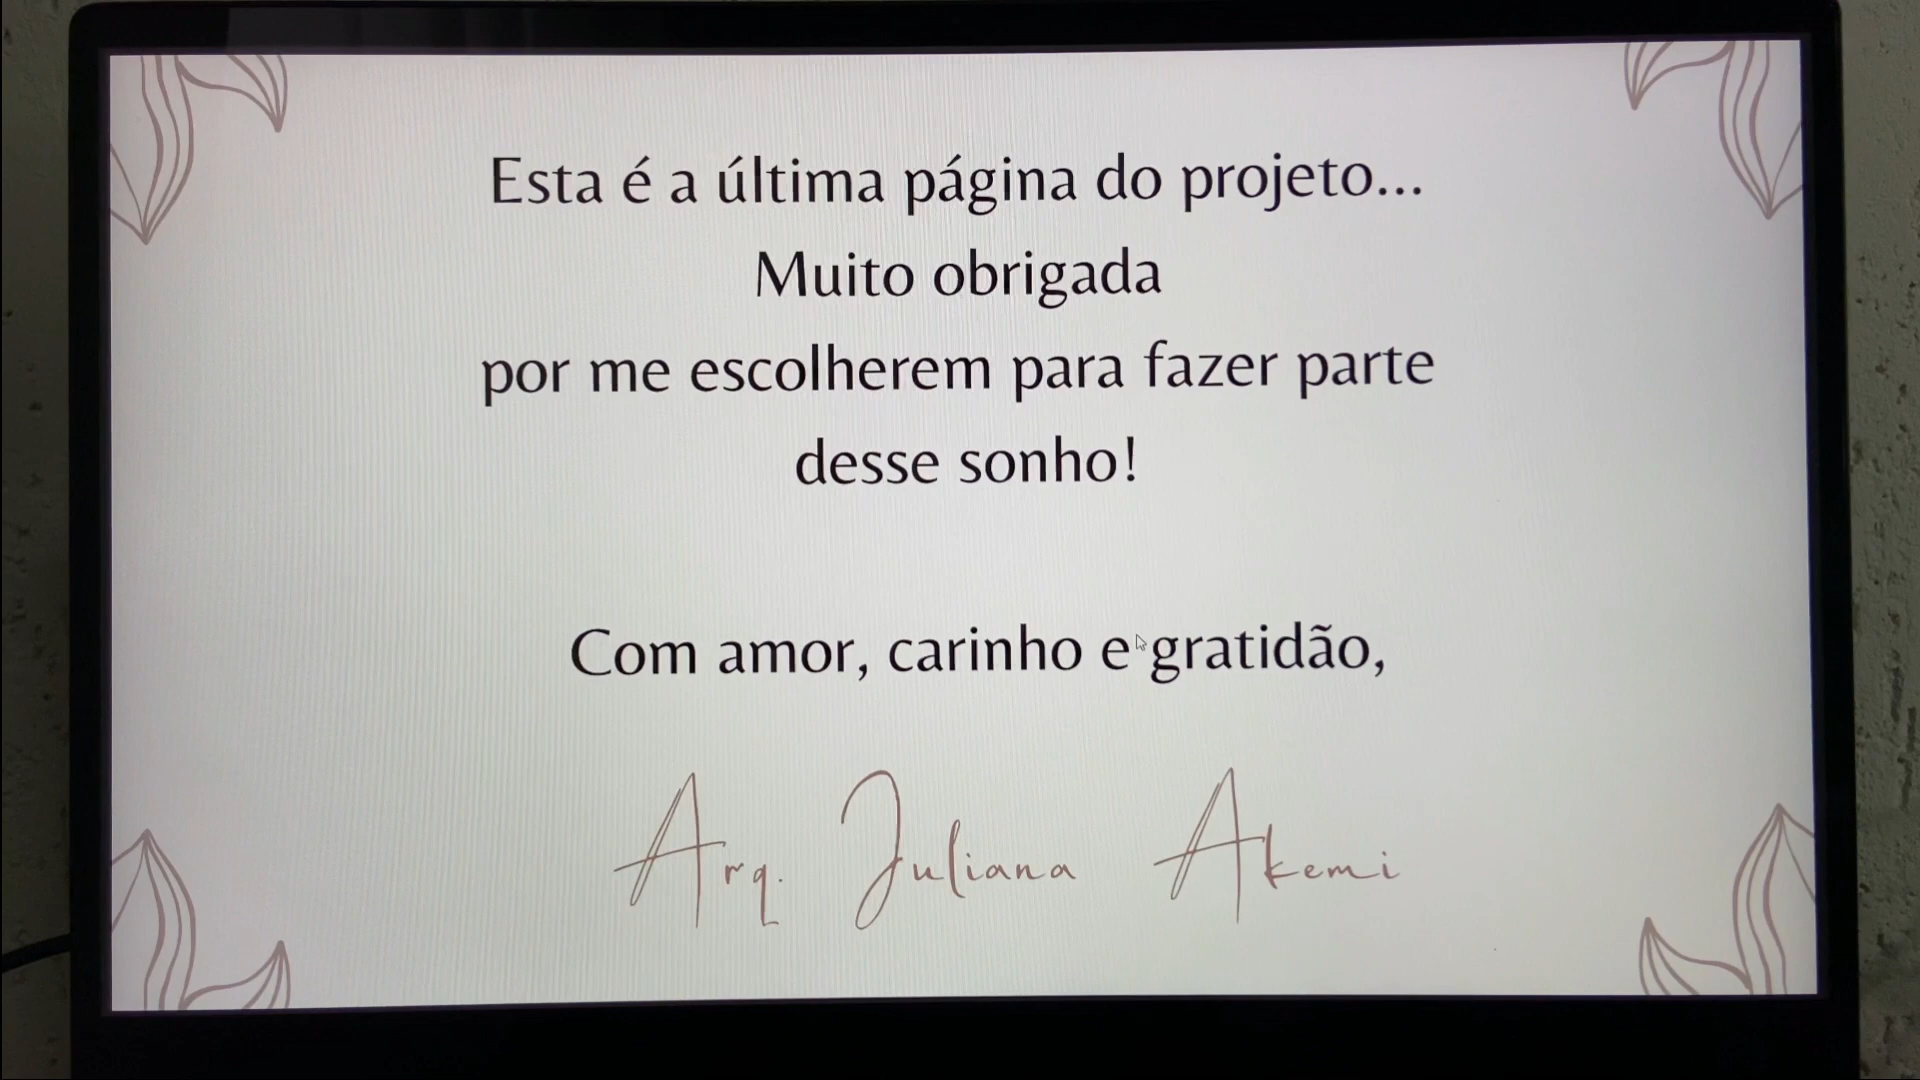 Esta é a última página do projeto...
Muito obrigada
por me escolherem para fazer parte
desse sonho!
Com amor, carinho e gratidão,
Arq. Juliana Akemi